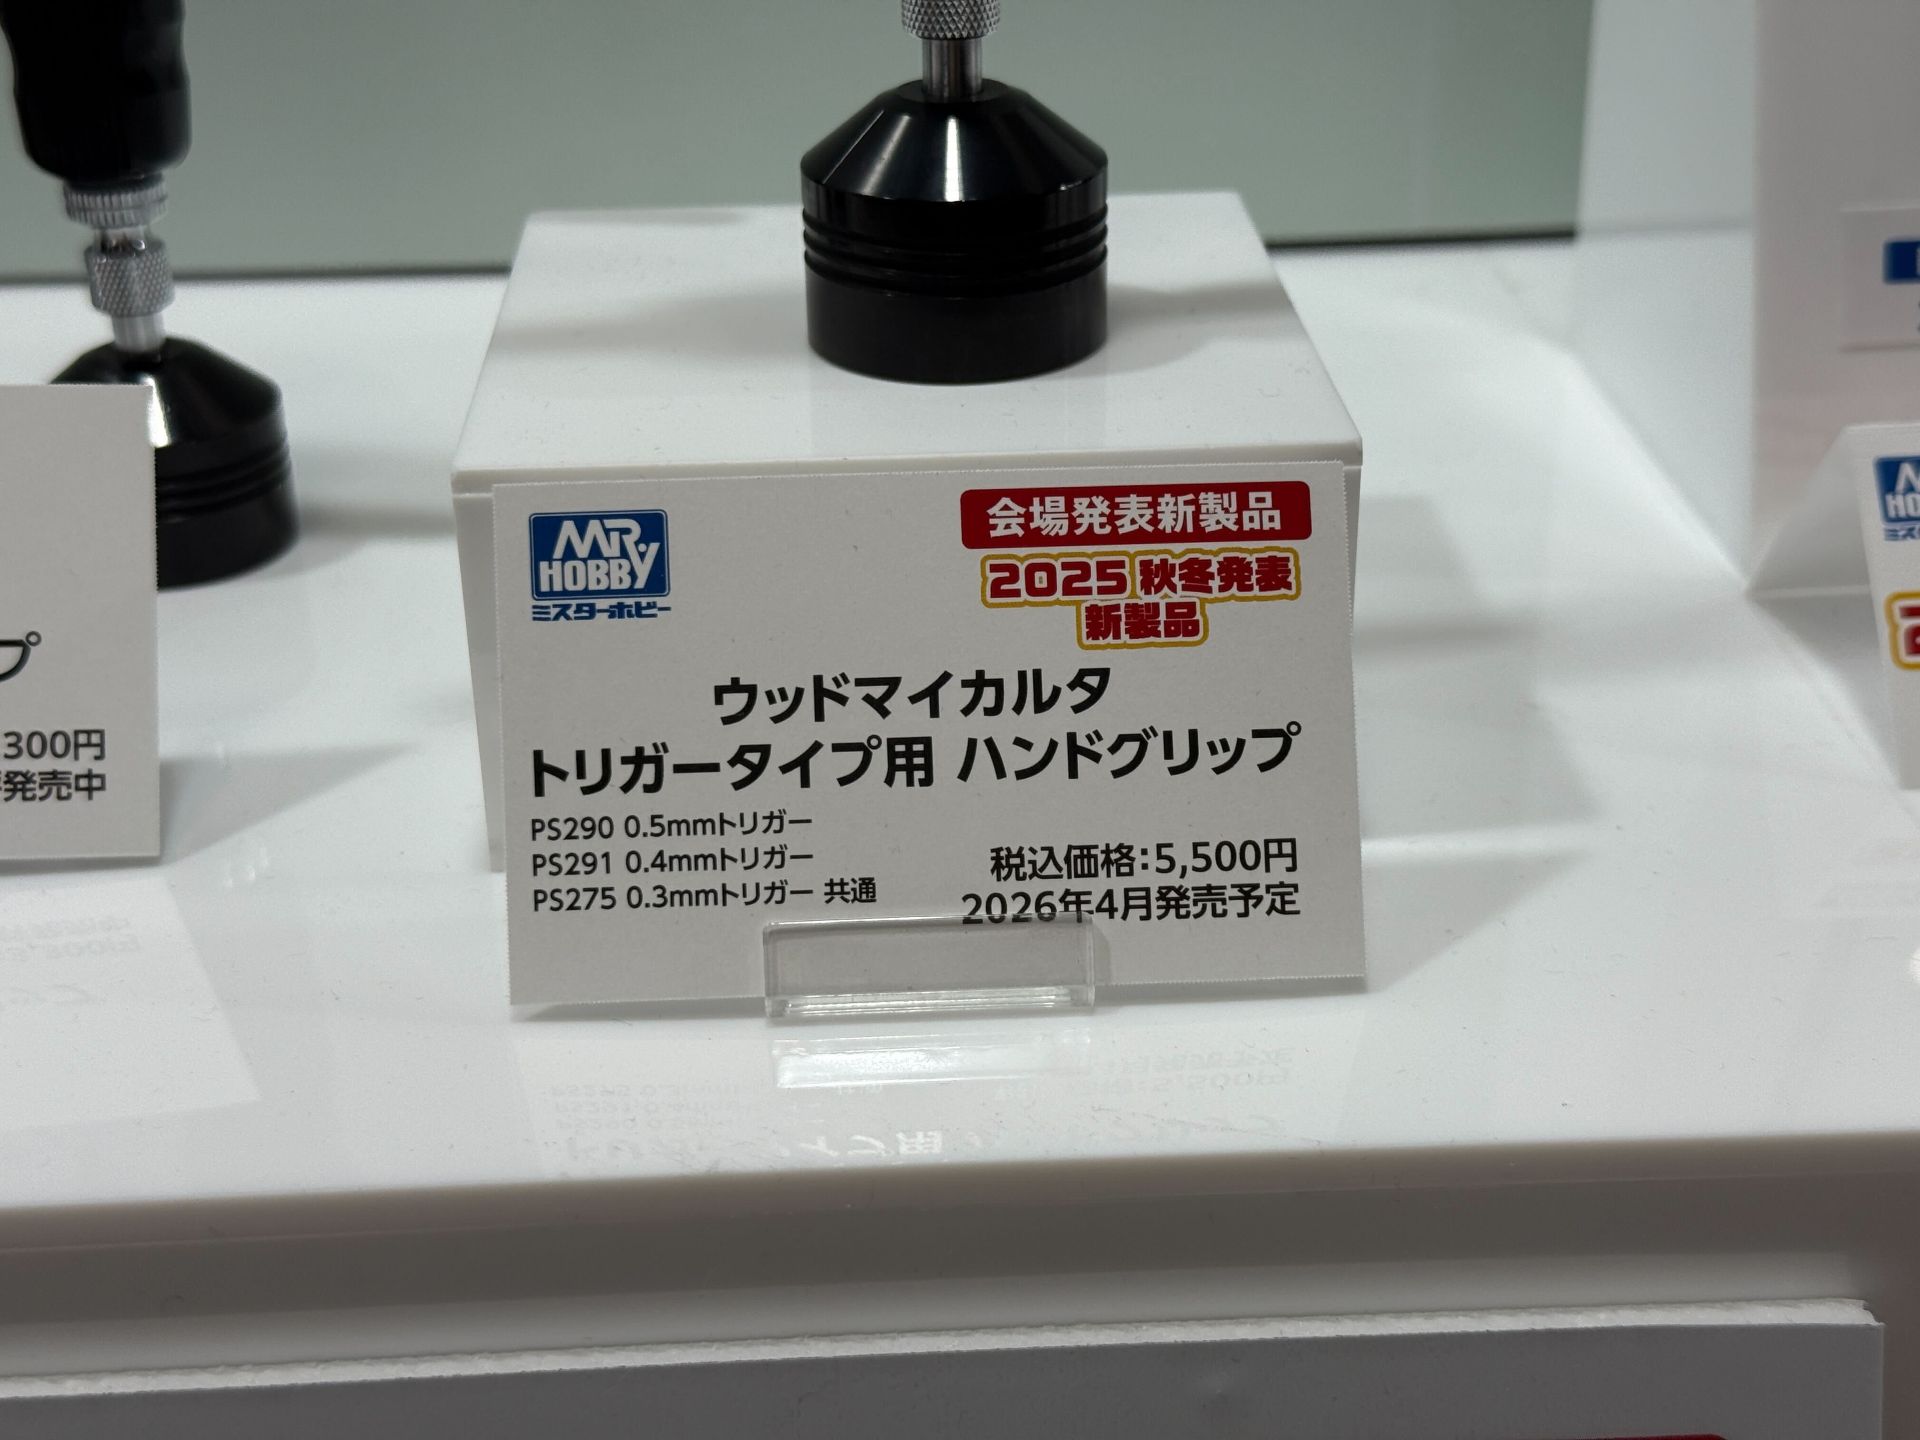 MR. HOBBY
ミスターホビー
会場発表新製品
2025 秋冬発表
新製品
ウッドマイカルタ
トリガータイプ用 ハンドグリップ
PS290 0.5mmトリガー
PS291 0.4mmトリガー
PS275 0.3mmトリガー 共通
税込価格:5,500円
2026年4月発売予定
プ
300円
発売中